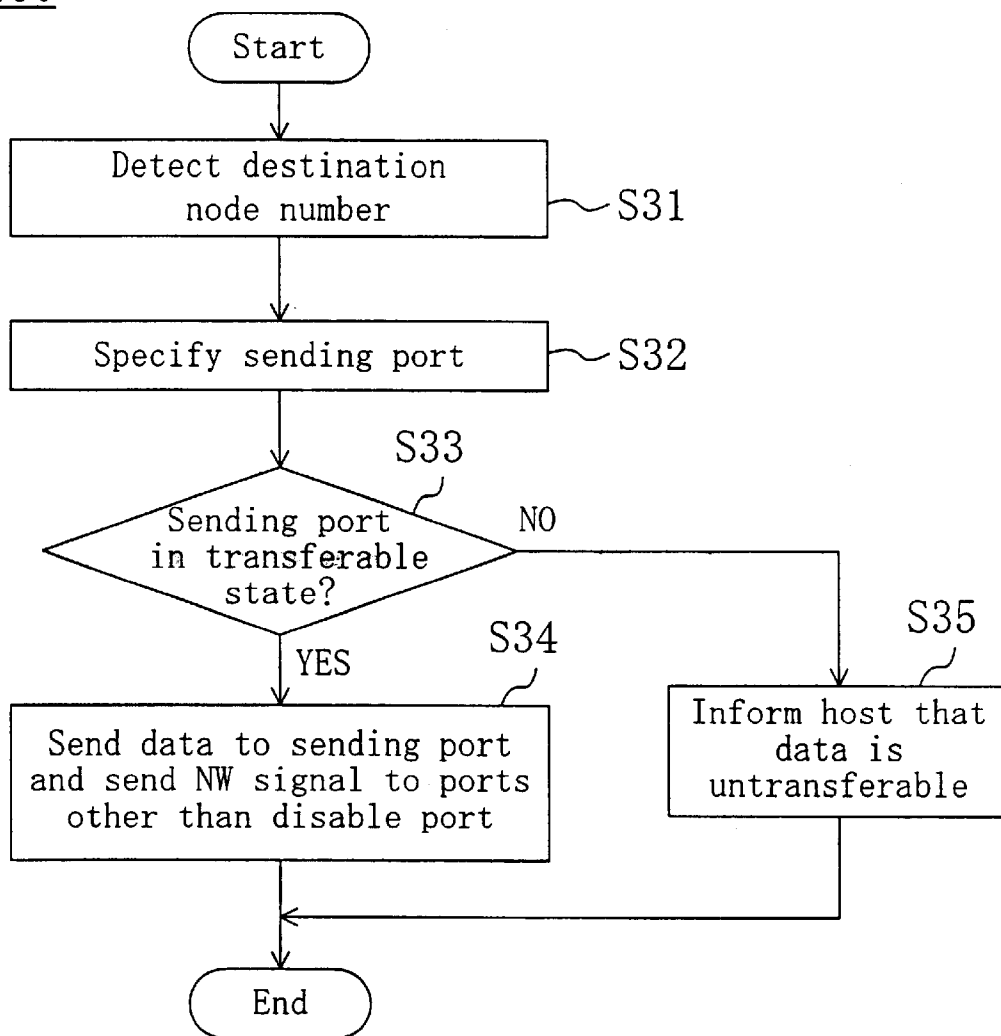 Start
Detect destination
node number
S31
Specify sending port
S32
S33
Sending port
in transferable
state?
NO
YES
S34
Send data to sending port
and send NW signal to ports
other than disable port
S35
Inform host that
data is
untransferable
End